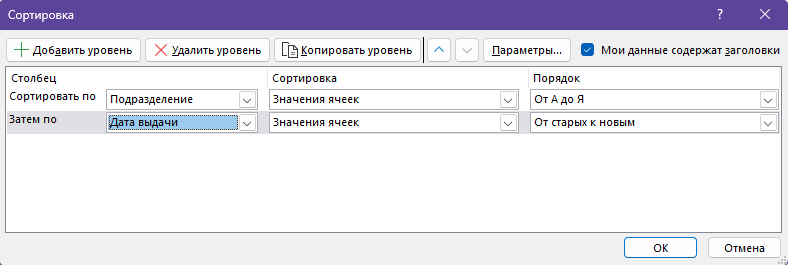 Сортировка
Добавить уровень Удалить уровень Копировать уровень Параметры... Мои данные содержат заголовки
Столбец Сортировка Порядок
Сортировать по Подразделение Значения ячеек От А до Я
Затем по Дата выдачи Значения ячеек От старых к новым
ОК Отмена